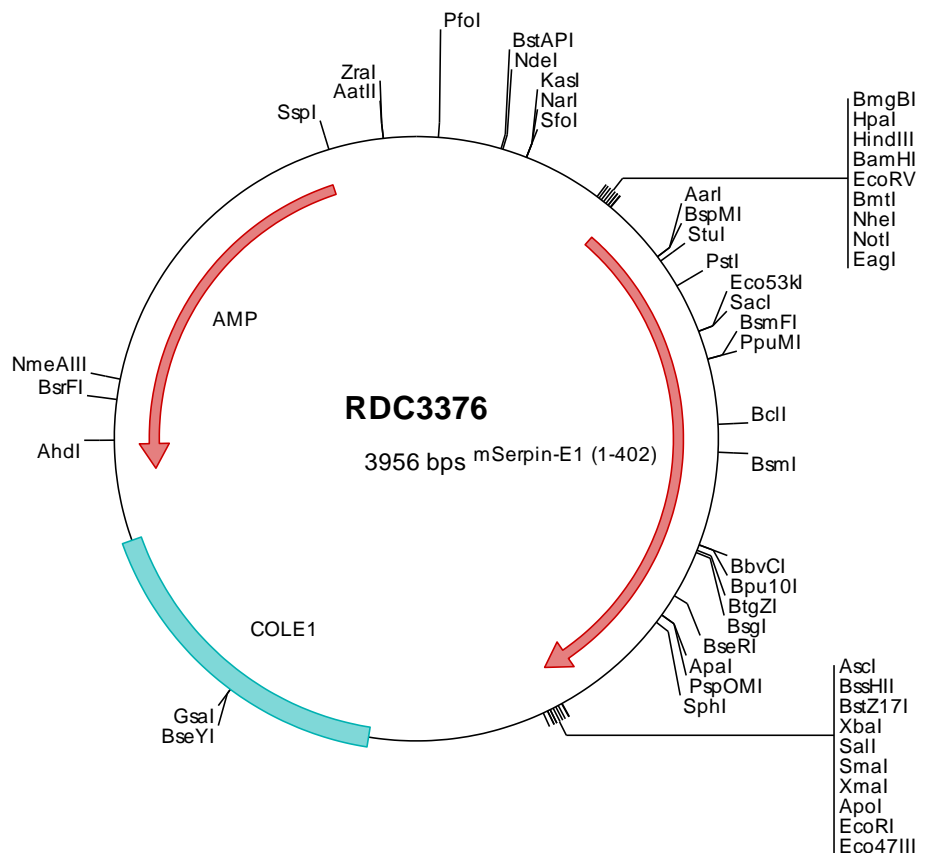 PfoI
BstAPI
NdeI
ZraI
AatII
KasI
NarI
SfoI
SspI
BmgBI
HpaI
HindIII
BamHI
EcoRV
BmtI
NheI
NotI
EagI
AarI
BspMI
StuI
PstI
Eco53kI
SacI
BsmFI
PpuMI
AMP
NmeAIII
BsrFI
AhdI
RDC3376
3956 bps
mSerpin-E1 (1-402)
BclI
BsmI
BbvCI
Bpu10I
BtgZI
BsgI
BseRI
ApaI
PspOMI
SphI
COLE1
GsaI
BseYI
AscI
BssHII
BstZ17I
XbaI
SalI
SmaI
XmaI
ApoI
EcoRI
Eco47III